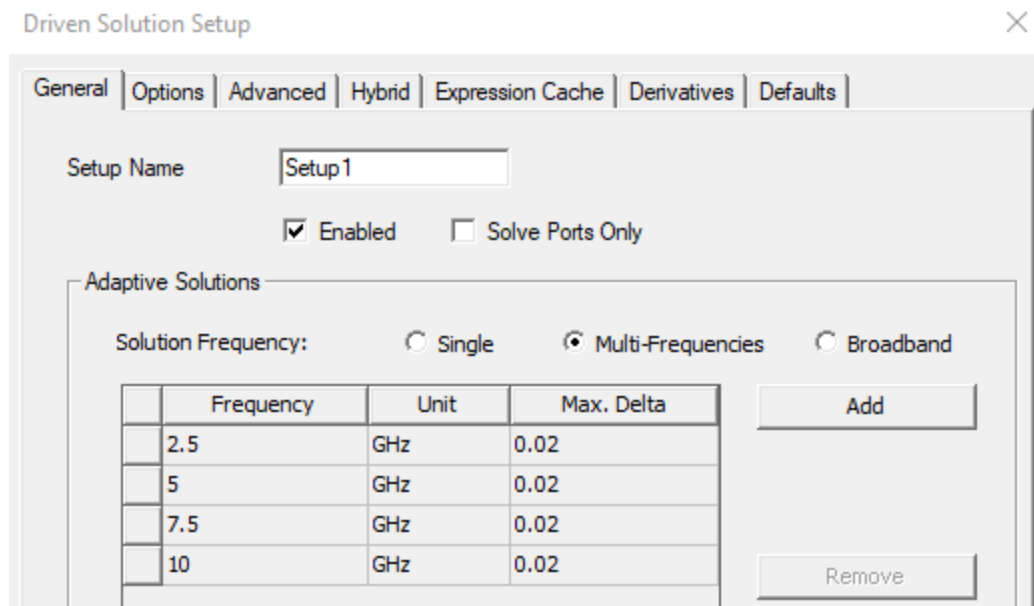 Driven Solution Setup
General Options Advanced Hybrid Expression Cache Derivatives Defaults
Setup Name Setup1
Enabled Solve Ports Only
Adaptive Solutions
Solution Frequency: Single Multi-Frequencies Broadband
Frequency Unit Max. Delta Add
2.5 GHz 0.02
5 GHz 0.02
7.5 GHz 0.02
10 GHz 0.02 Remove